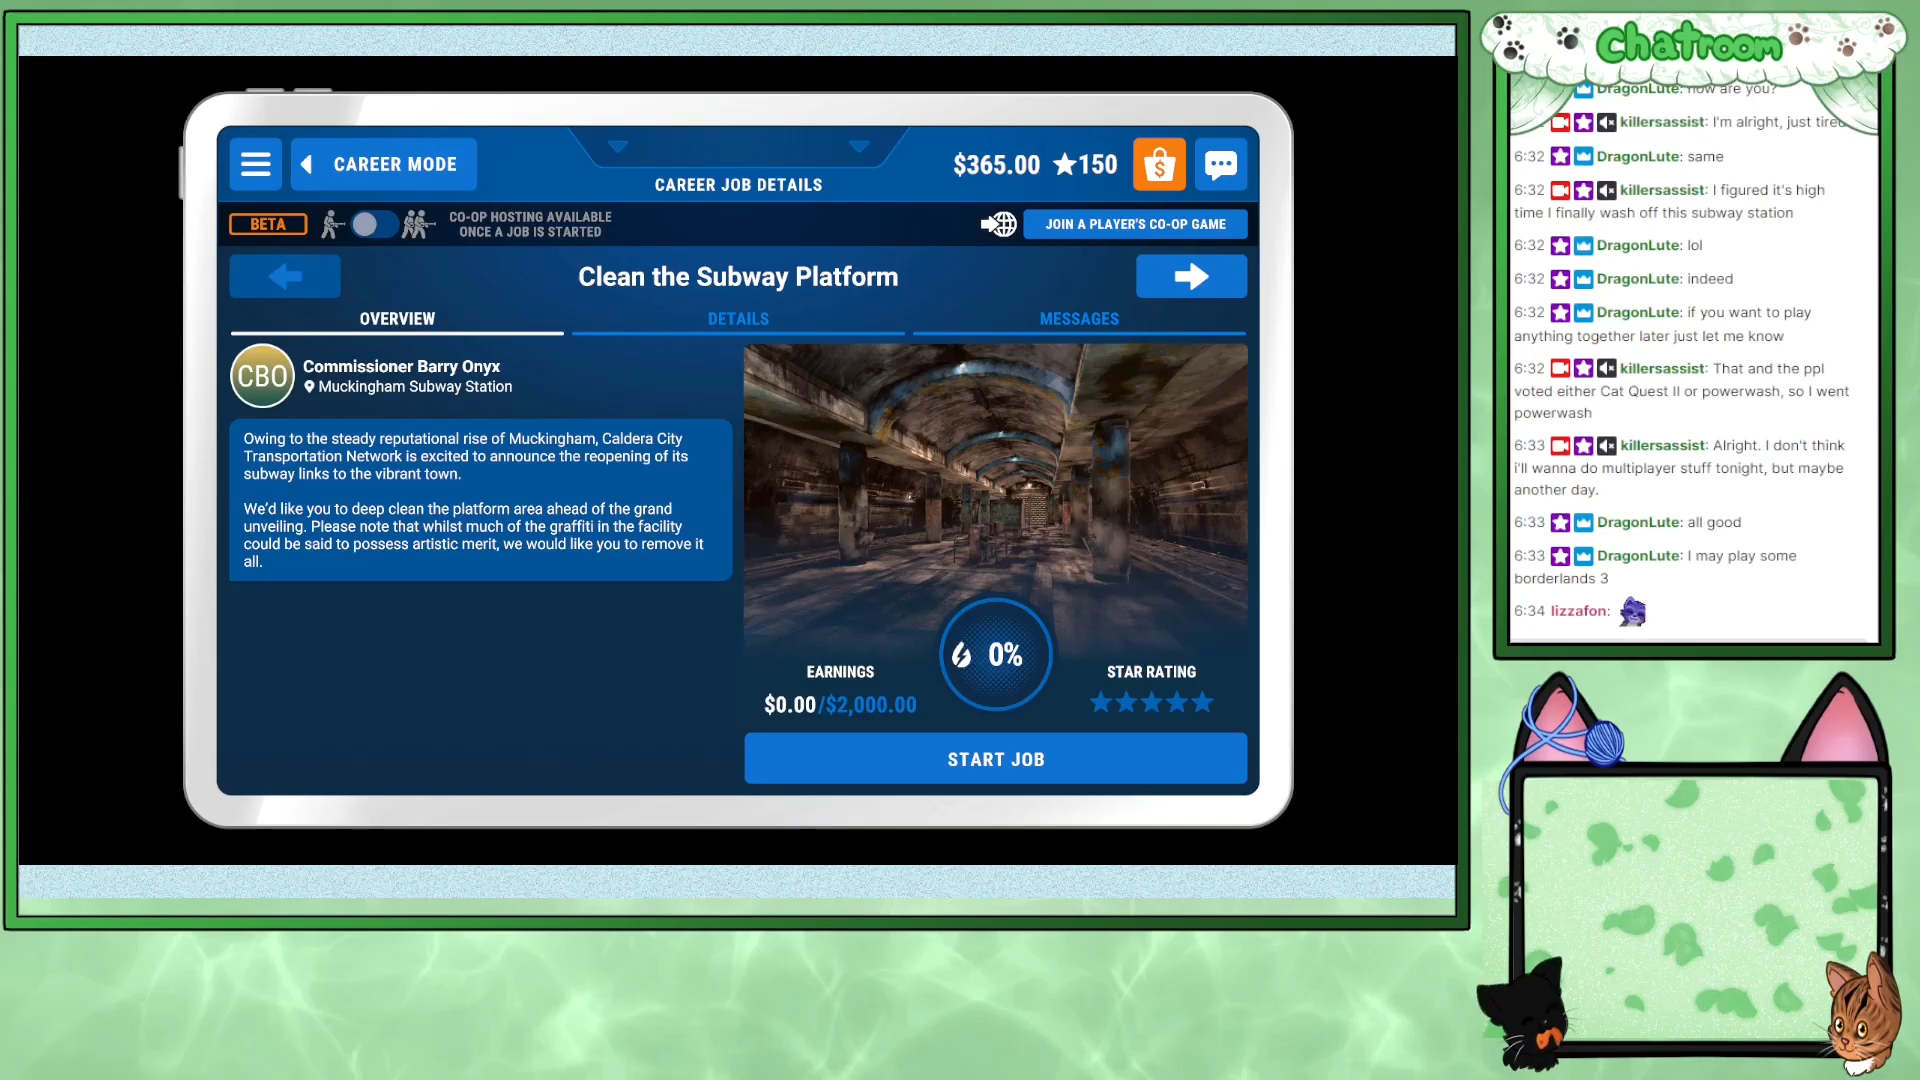 CAREER MODE
CAREER JOB DETAILS
$365.00 ★150
BETA
CO-OP HOSTING AVAILABLE
ONCE A JOB IS STARTED
JOIN A PLAYER'S CO-OP GAME
Clean the Subway Platform
OVERVIEW
DETAILS
MESSAGES
CBO
Commissioner Barry Onyx
Muckingham Subway Station
Owing to the steady reputational rise of Muckingham, Caldera City
Transportation Network is excited to announce the reopening of its
subway links to the vibrant town.
We'd like you to deep clean the platform area ahead of the grand
unveiling. Please note that whilst much of the graffiti in the facility
could be said to possess artistic merit, we would like you to remove it
all.
0%
EARNINGS
$0.00/$2,000.00
STAR RATING
START JOB
Chatroom
DragonLute: how are you?
killersassist: I'm alright, just tired
6:32 DragonLute: same
6:32 killersassist: I figured it's high
time I finally wash off this subway station
6:32 DragonLute: lol
6:32 DragonLute: indeed
6:32 DragonLute: if you want to play
anything together later just let me know
6:32 killersassist: That and the ppl
voted either Cat Quest II or powerwash, so I went
powerwash
6:33 killersassist: Alright. I don't think
i'll wanna do multiplayer stuff tonight, but maybe
another day.
6:33 DragonLute: all good
6:33 DragonLute: I may play some
borderlands 3
6:34 lizzafon: